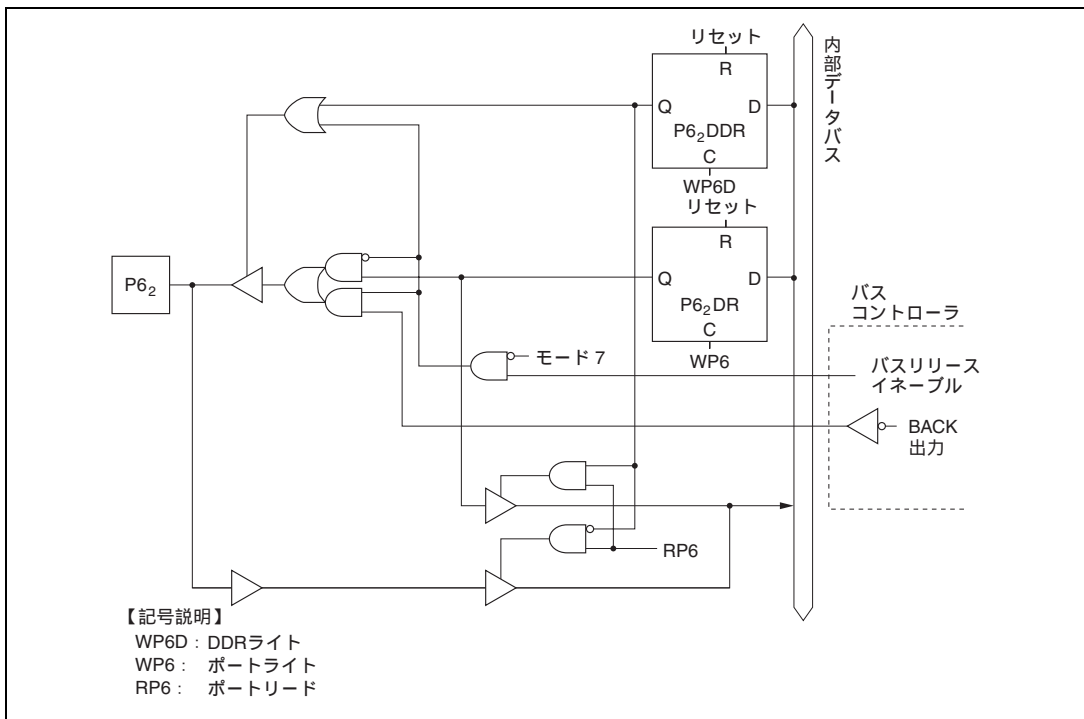 リセット
R
Q
D
P6₂DDR
C
WP6D
内部データバス
リセット
R
Q
D
P6₂DR
C
WP6
P6₂
モード 7
バス
コントローラ
バスリリース
イネーブル
BACK
出力
RP6
【記号説明】
WP6D : DDRライト
WP6 : ポートライト
RP6 : ポートリード